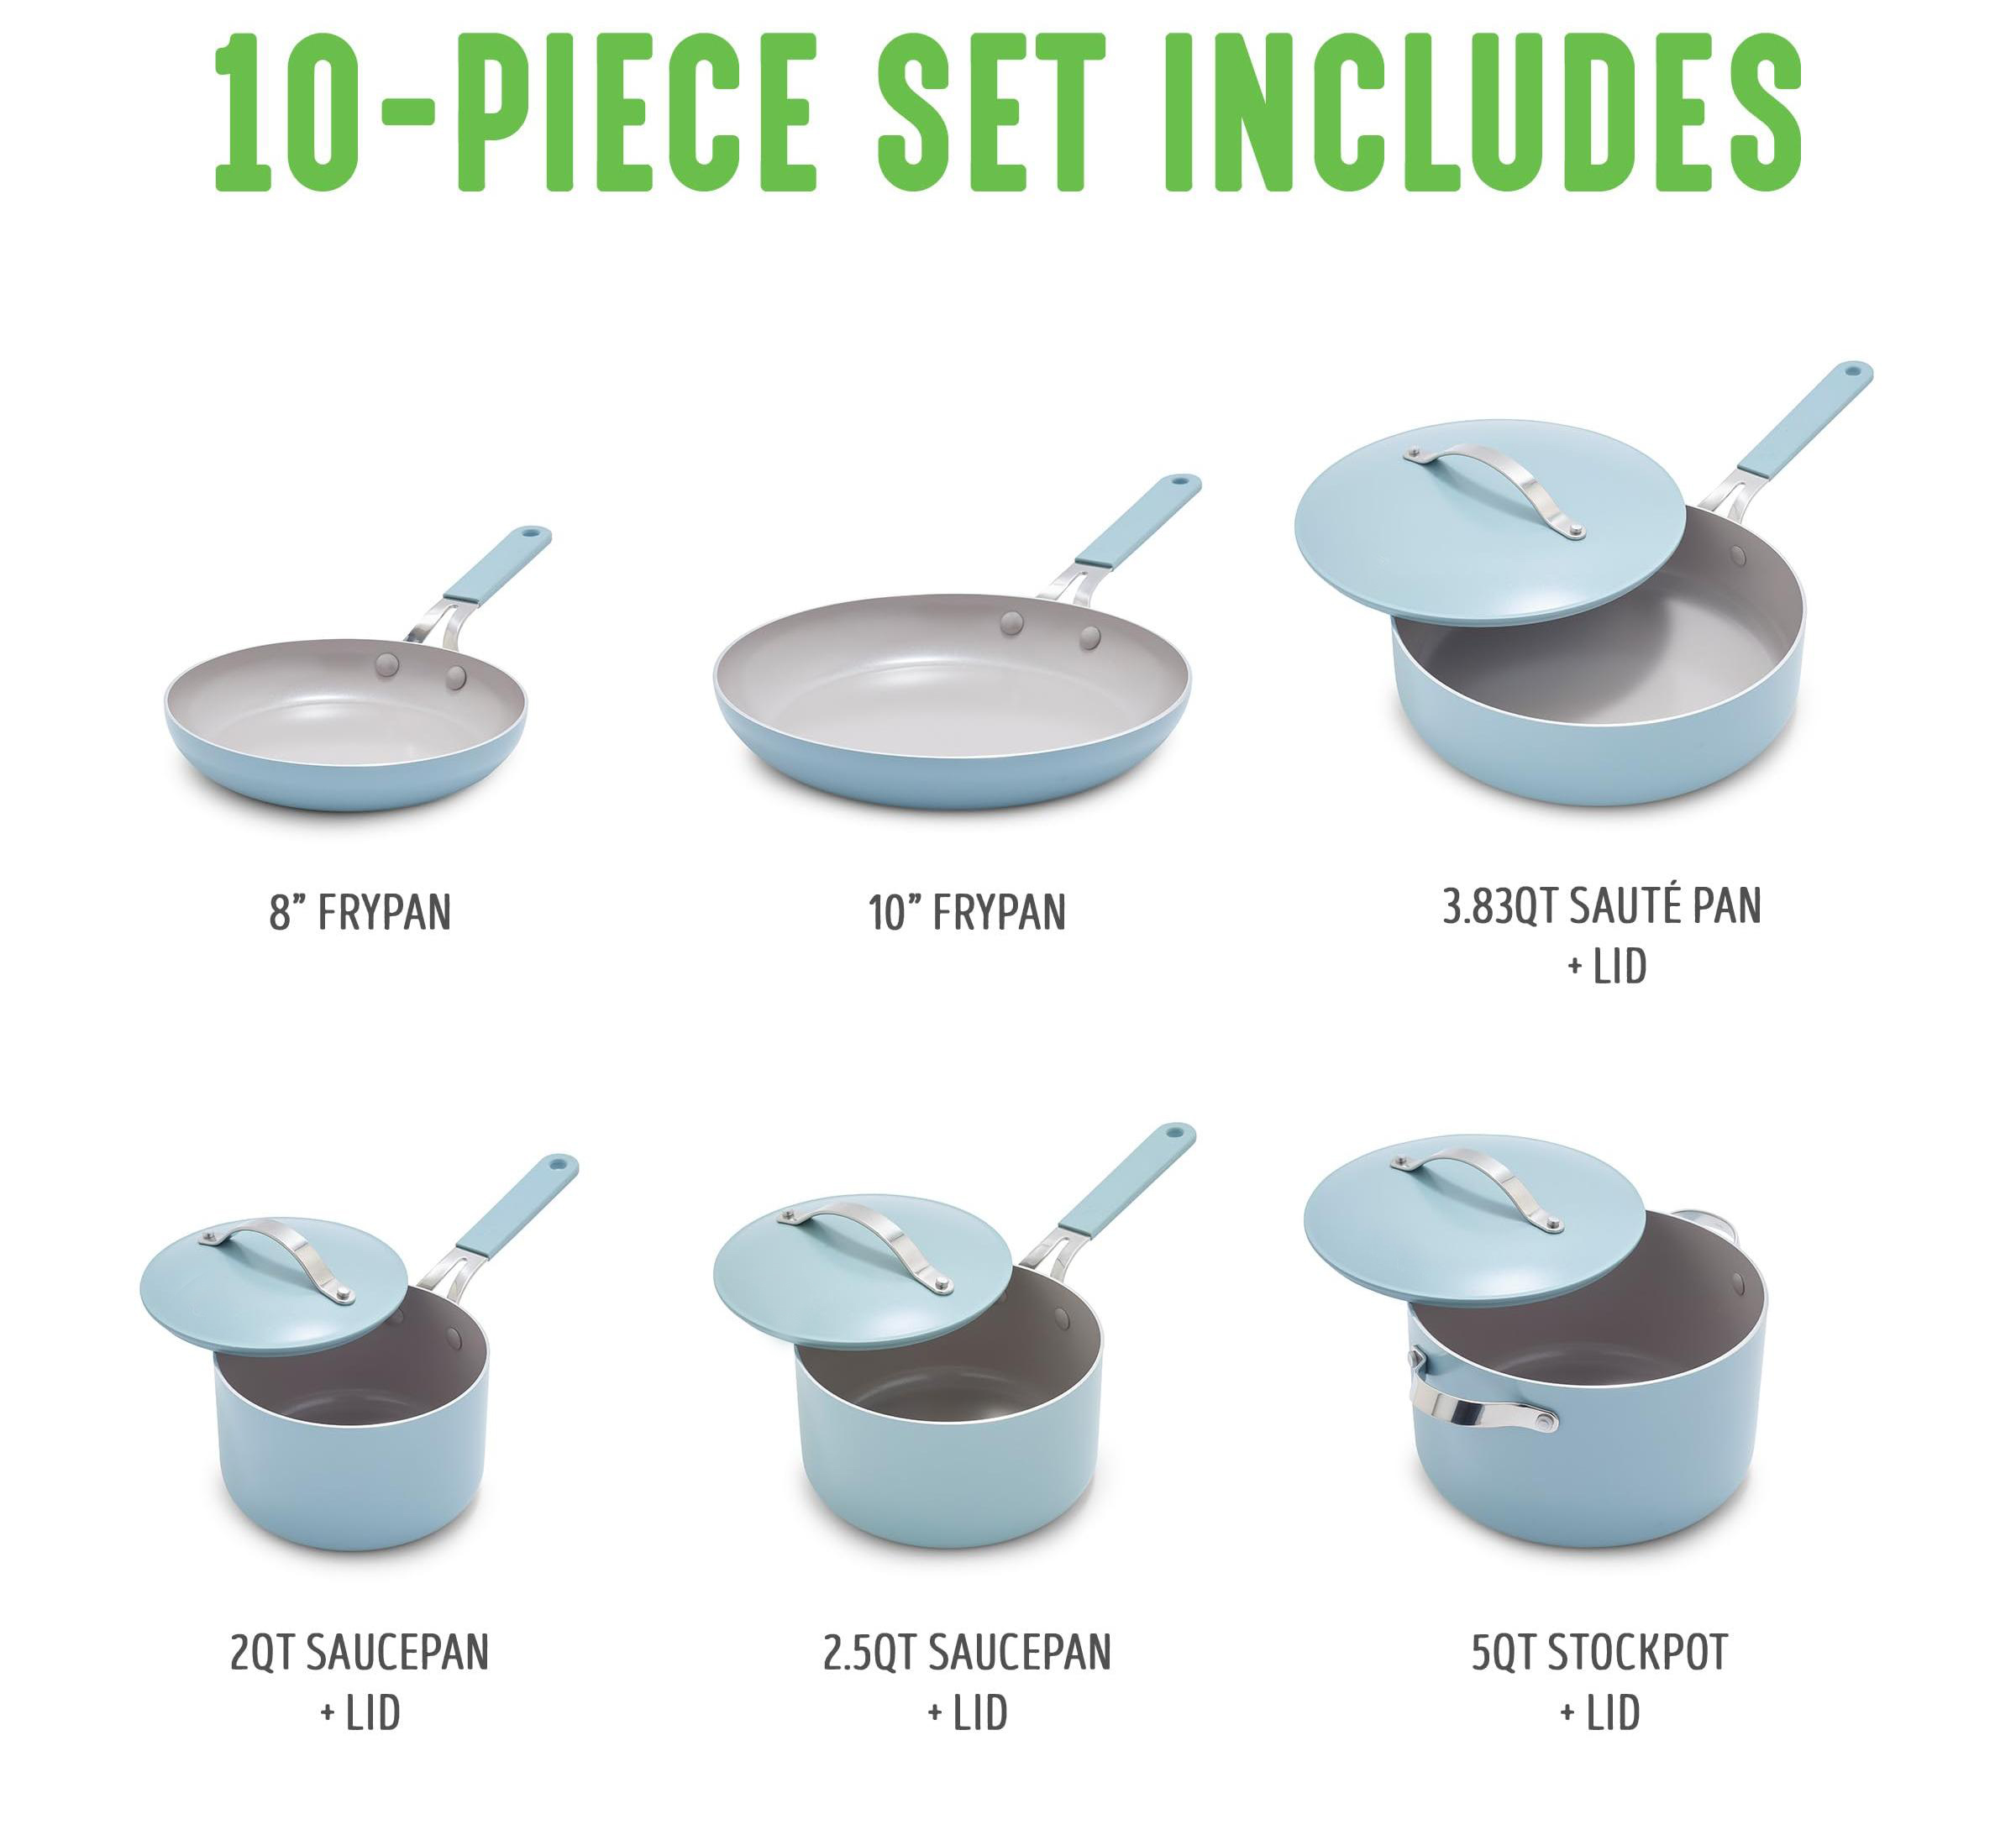 10-PIECE SET INCLUDES
8” FRYPAN
10” FRYPAN
3.83QT SAUTÉ PAN
+ LID
2QT SAUCEPAN
+ LID
2.5QT SAUCEPAN
+ LID
5QT STOCKPOT
+ LID